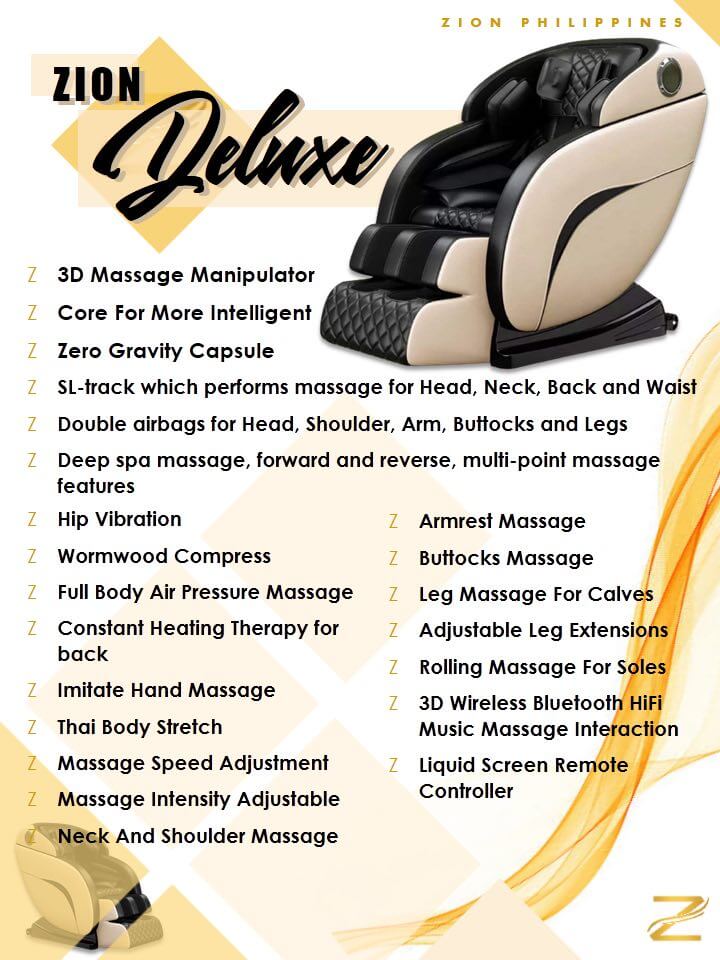 ZION PHILIPPINES
ZION
Deluxe
Z 3D Massage Manipulator
Z Core For More Intelligent
Z Zero Gravity Capsule
Z SL-track which performs massage for Head, Neck, Back and Waist
Z Double airbags for Head, Shoulder, Arm, Buttocks and Legs
Z Deep spa massage, forward and reverse, multi-point massage
features
Z Hip Vibration
Z Wormwood Compress
Z Full Body Air Pressure Massage
Z Constant Heating Therapy for
back
Z Imitate Hand Massage
Z Thai Body Stretch
Z Massage Speed Adjustment
Z Massage Intensity Adjustable
Z Neck And Shoulder Massage
Z Armrest Massage
Z Buttocks Massage
Z Leg Massage For Calves
Z Adjustable Leg Extensions
Z Rolling Massage For Soles
Z 3D Wireless Bluetooth HiFi
Music Massage Interaction
Z Liquid Screen Remote
Controller
Z